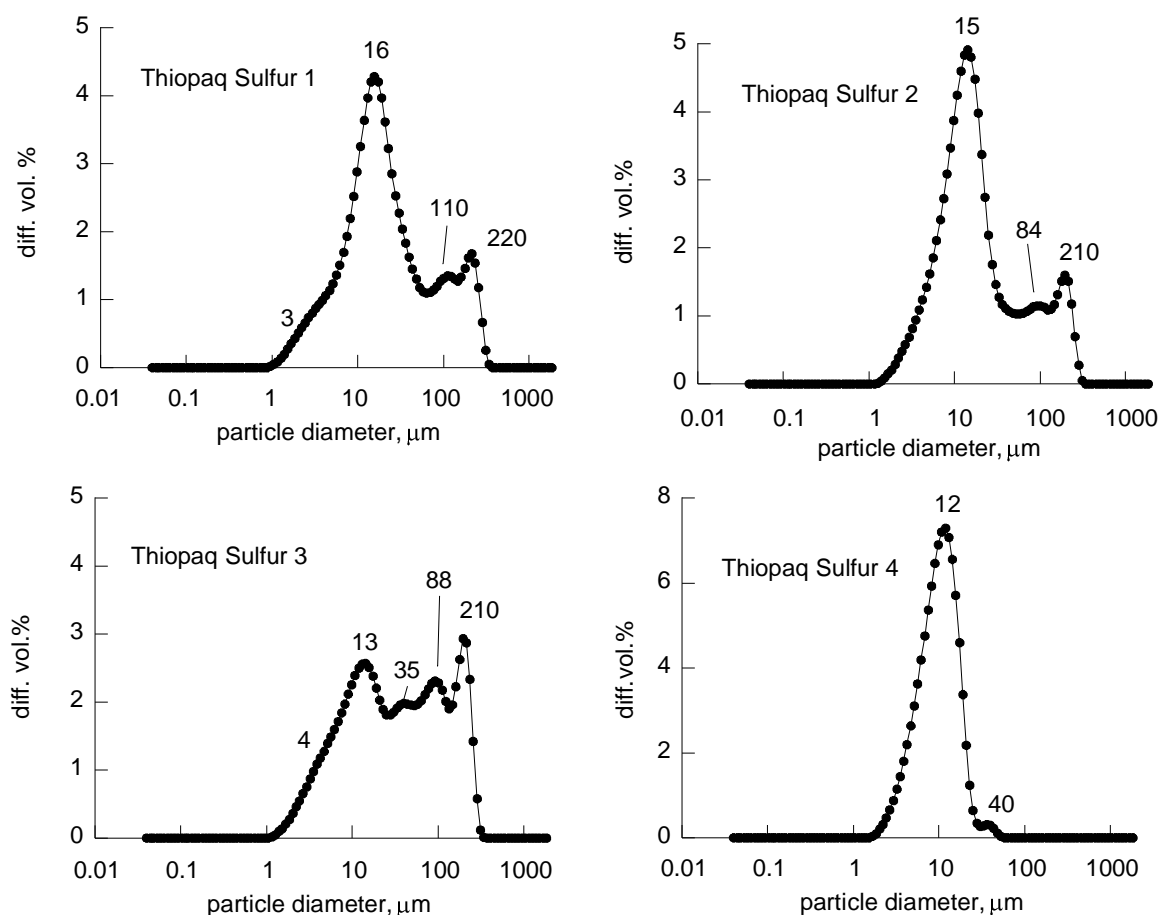 5
4
3
2
1
0
0.01 0.1 1 10 100 1000
diff. vol. %
particle diameter, μm
Thiopaq Sulfur 1
3
16
110
220
5
4
3
2
1
0
0.01 0.1 1 10 100 1000
diff. vol. %
particle diameter, μm
Thiopaq Sulfur 2
15
84
210
5
4
3
2
1
0
0.01 0.1 1 10 100 1000
diff. vol.%
particle diameter, μm
Thiopaq Sulfur 3
4
13
35
88
210
8
6
4
2
0
0.01 0.1 1 10 100 1000
diff.vol.%
particle diameter, μm
Thiopaq Sulfur 4
12
40